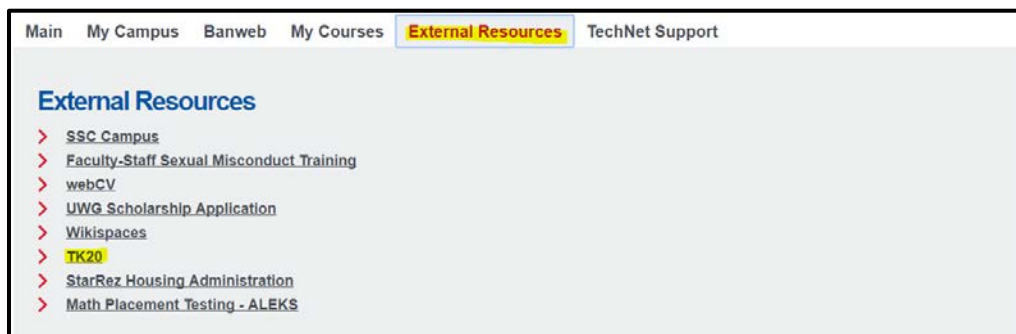 Main My Campus Banweb My Courses External Resources TechNet Support
External Resources
SSC Campus
Faculty-Staff Sexual Misconduct Training
webCV
UWG Scholarship Application
Wikispaces
TK20
StarRez Housing Administration
Math Placement Testing - ALEKS